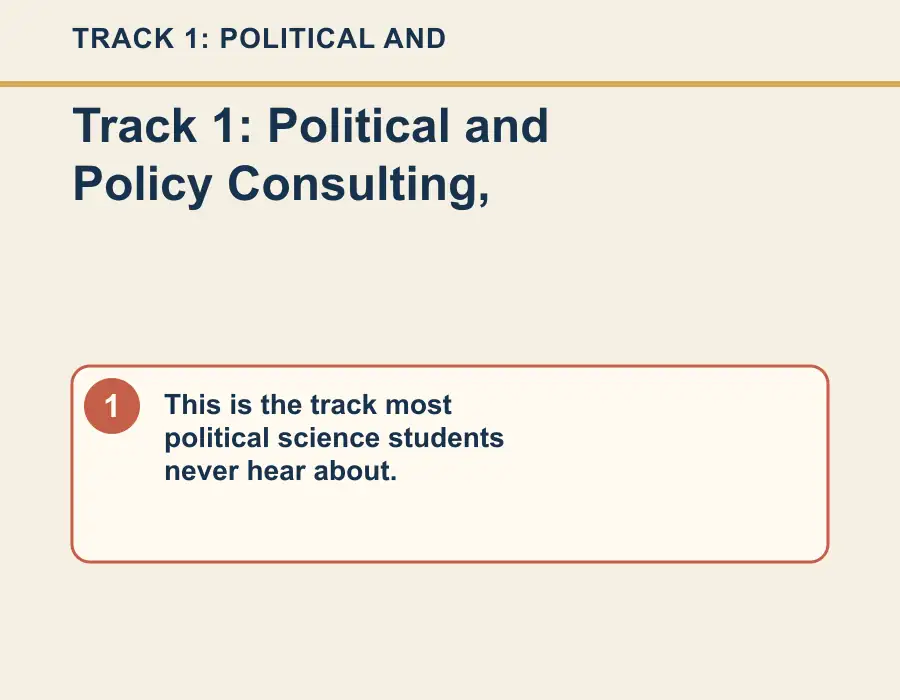 TRACK 1: POLITICAL AND
Track 1: Political and
Policy Consulting,
1
This is the track most
political science students
never hear about.